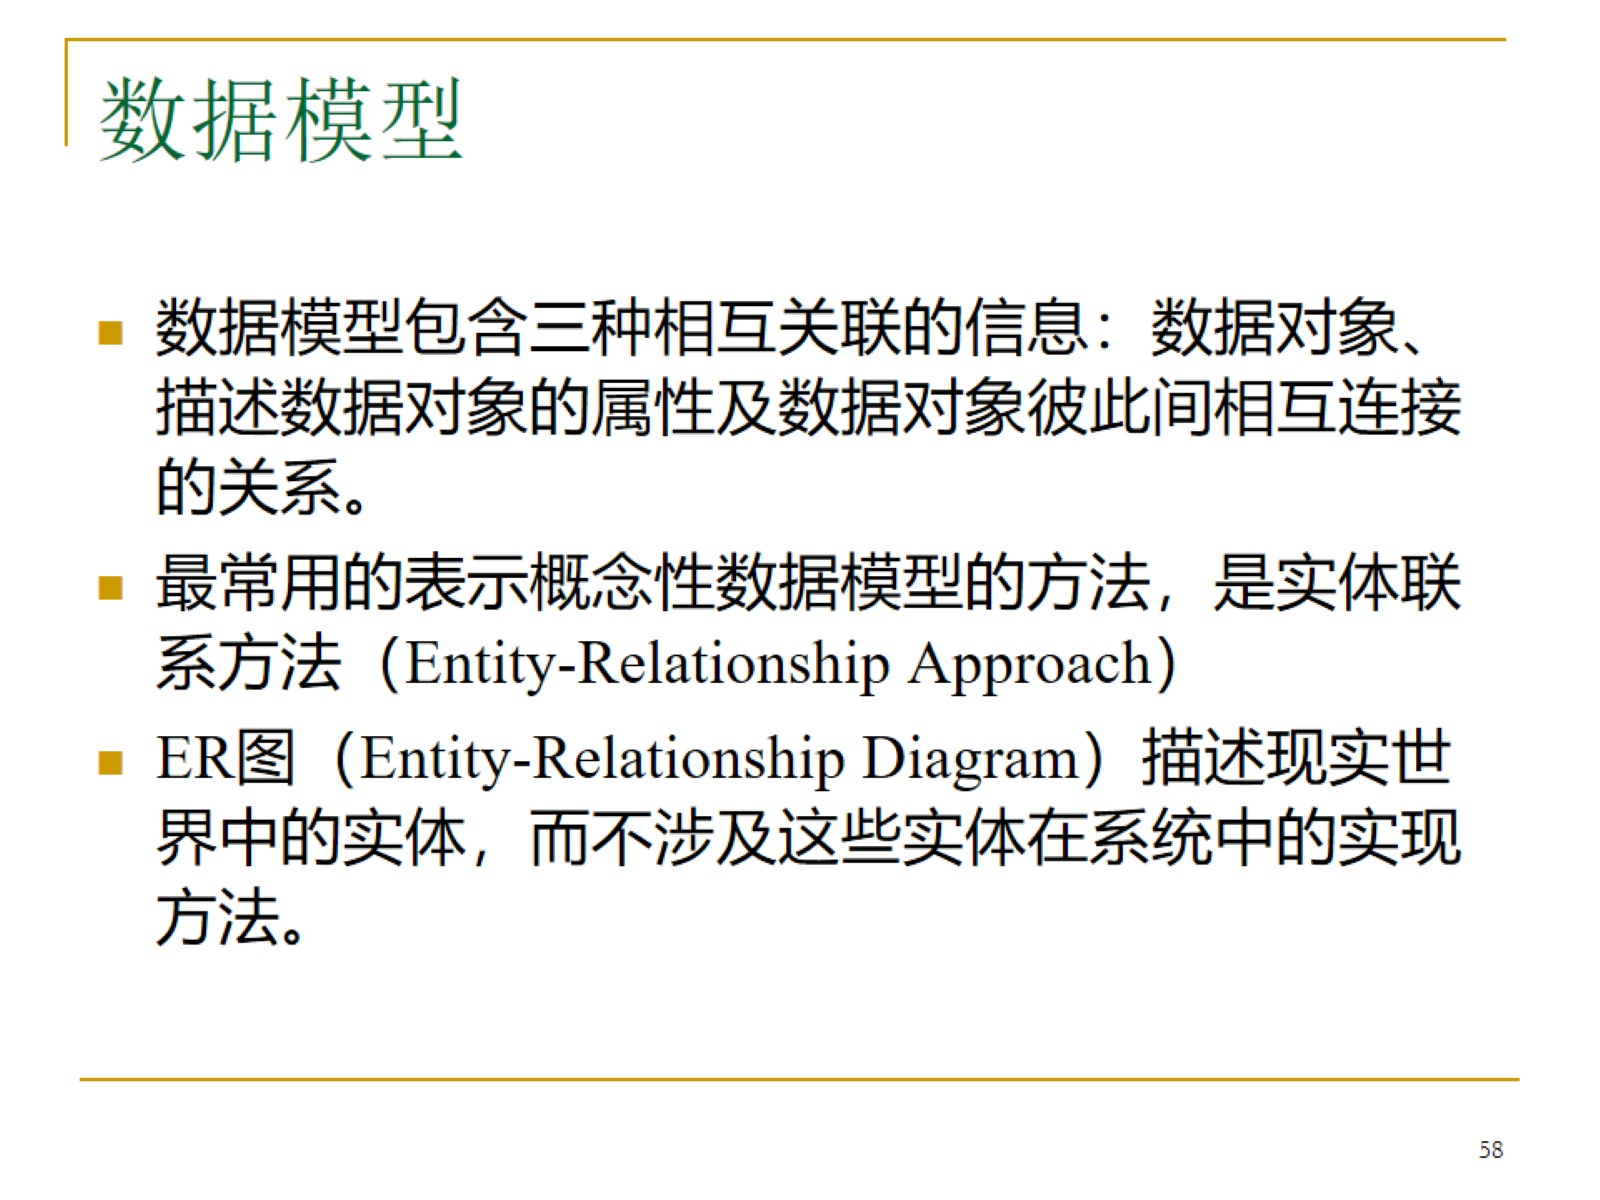 数据模型
数据模型包含三种相互关联的信息：数据对象、
描述数据对象的属性及数据对象彼此间相互连接
的关系。
最常用的表示概念性数据模型的方法，是实体联
系方法（Entity-Relationship Approach）
ER图（Entity-Relationship Diagram）描述现实世
界中的实体，而不涉及这些实体在系统中的实现
方法。
58